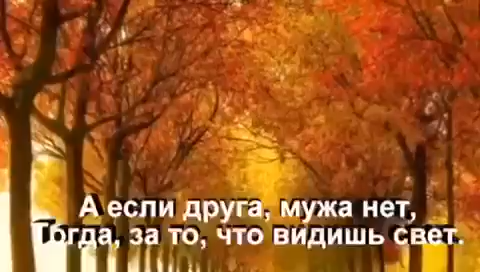 А если друга, мужа нет,
Тогда, за то, что видишь свет.